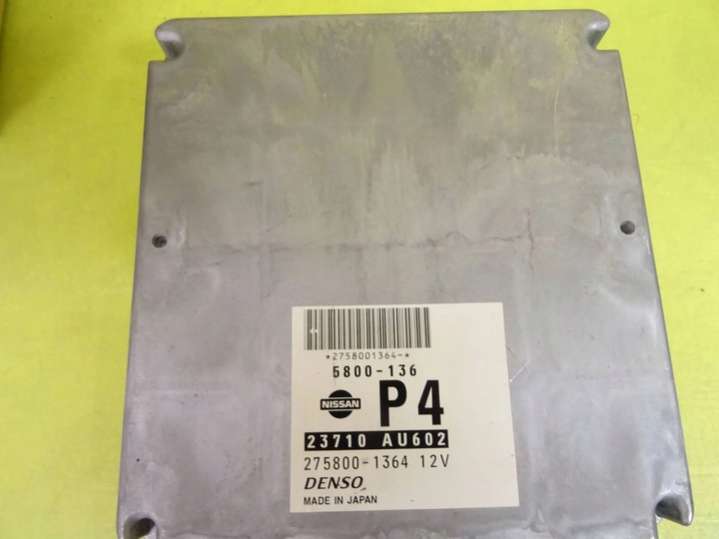 *2758001364-*
5800-136
NISSAN P4
23710 AU602
275800-1364 12V
DENSO
MADE IN JAPAN